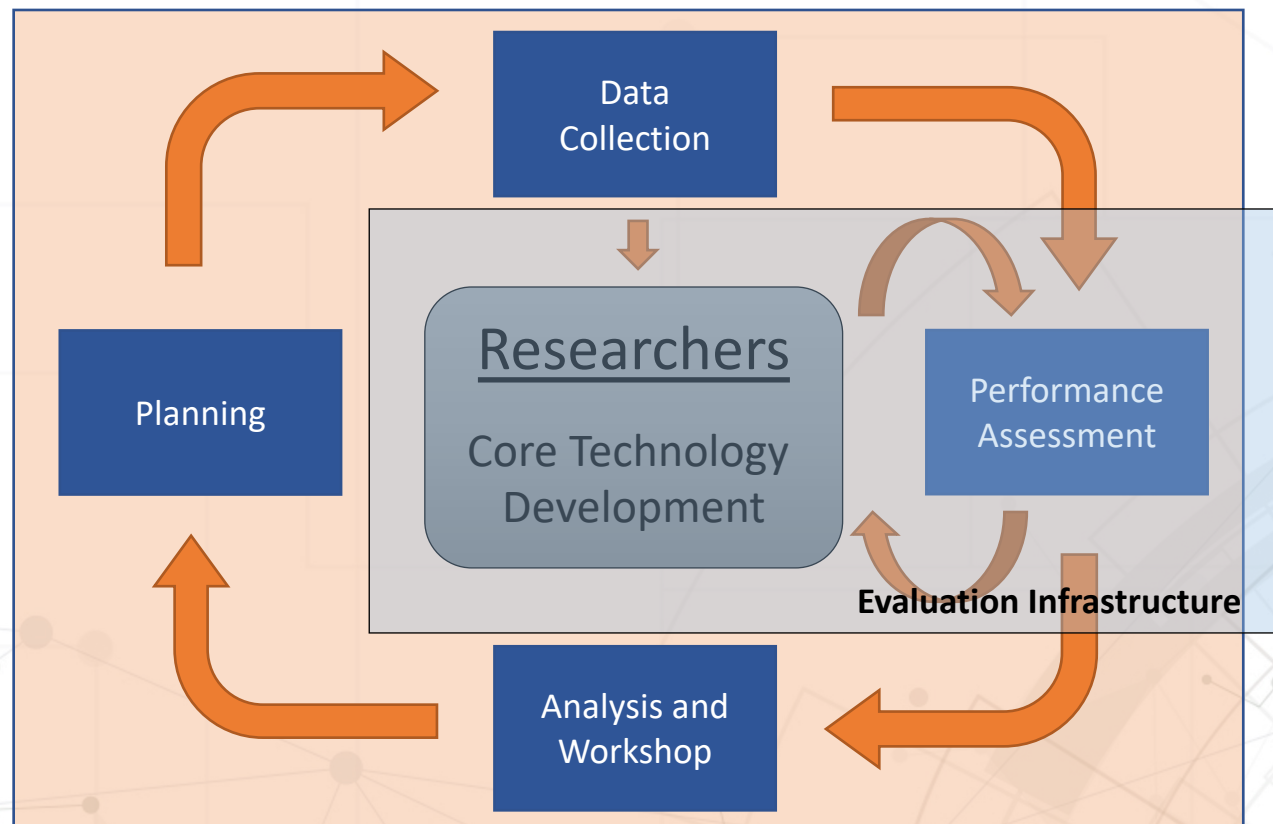 Data
Collection
Researchers
Core Technology
Development
Planning
Performance
Assessment
Evaluation Infrastructure
Analysis and
Workshop